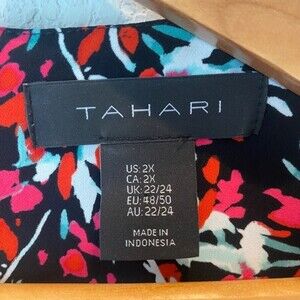 TAHARI
US: 2X
CA: 2X
UK: 22/24
EU: 48/50
AU: 22/24
MADE IN
INDONESIA